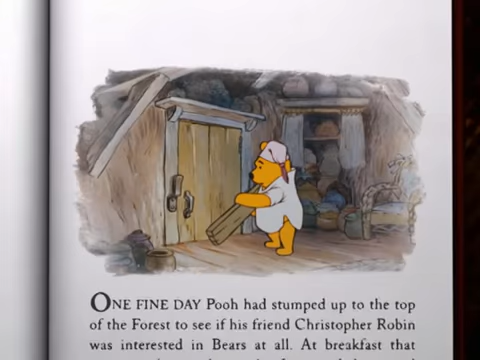 ONE FINE DAY Pooh had stumped up to the top
of the Forest to see if his friend Christopher Robin
was interested in Bears at all. At breakfast that